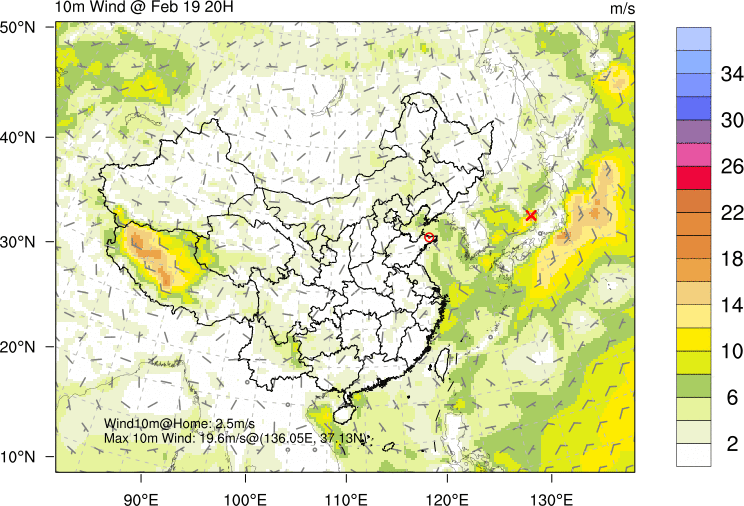 10m Wind @ Feb 19 20H
m/s
50°N
40°N
30°N
20°N
10°N
34
30
26
22
18
14
10
6
2
Wind10m@Home: 2.5m/s
Max 10m Wind: 19.6m/s@(136.05E, 37.13N)
90°E 100°E 110°E 120°E 130°E